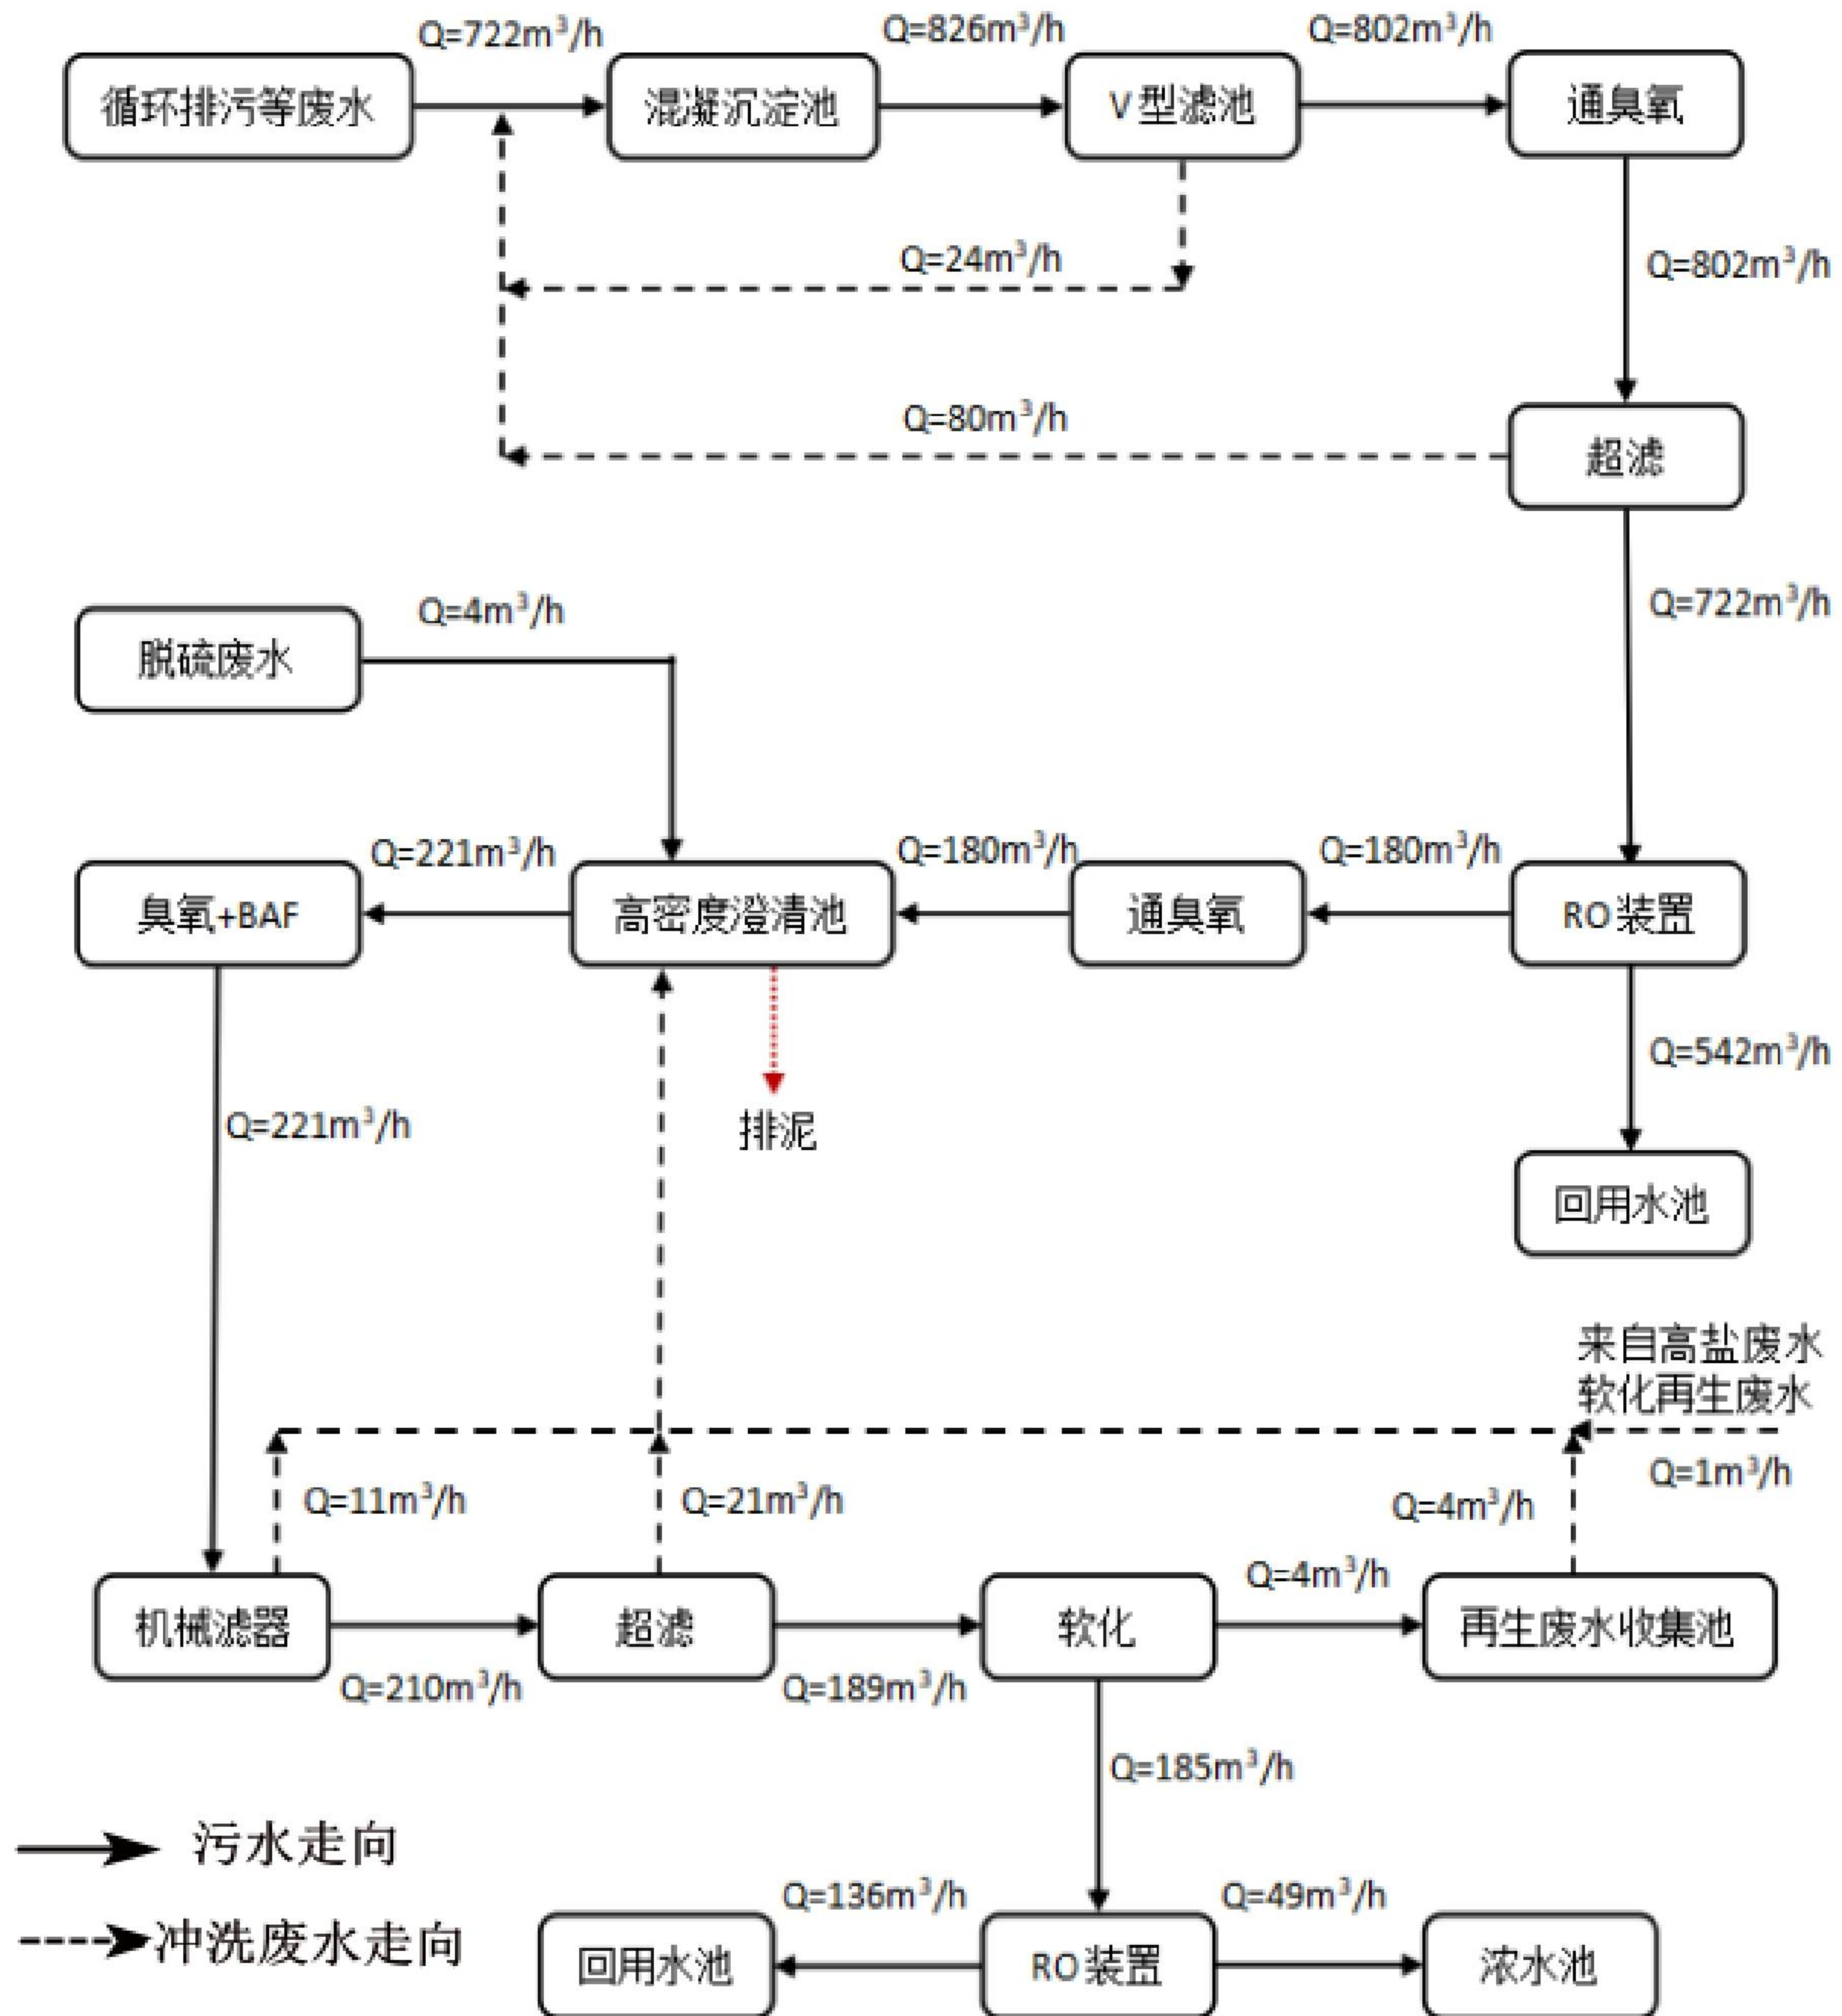 Q=722m³/h
Q=826m³/h
Q=802m³/h
循环排污等废水
混凝沉淀池
V型滤池
通臭氧
Q=24m³/h
Q=802m³/h
Q=80m³/h
超滤
Q=4m³/h
Q=722m³/h
脱硫废水
Q=221m³/h
Q=180m³/h
Q=180m³/h
臭氧+BAF
高密度澄清池
通臭氧
RO装置
Q=542m³/h
Q=221m³/h
排泥
回用水池
来自高盐废水
软化再生废水
Q=11m³/h
Q=21m³/h
Q=4m³/h
Q=1m³/h
Q=4m³/h
机械滤器
超滤
软化
再生废水收集池
Q=210m³/h
Q=189m³/h
Q=185m³/h
污水走向
Q=136m³/h
Q=49m³/h
冲洗废水走向
回用水池
RO装置
浓水池